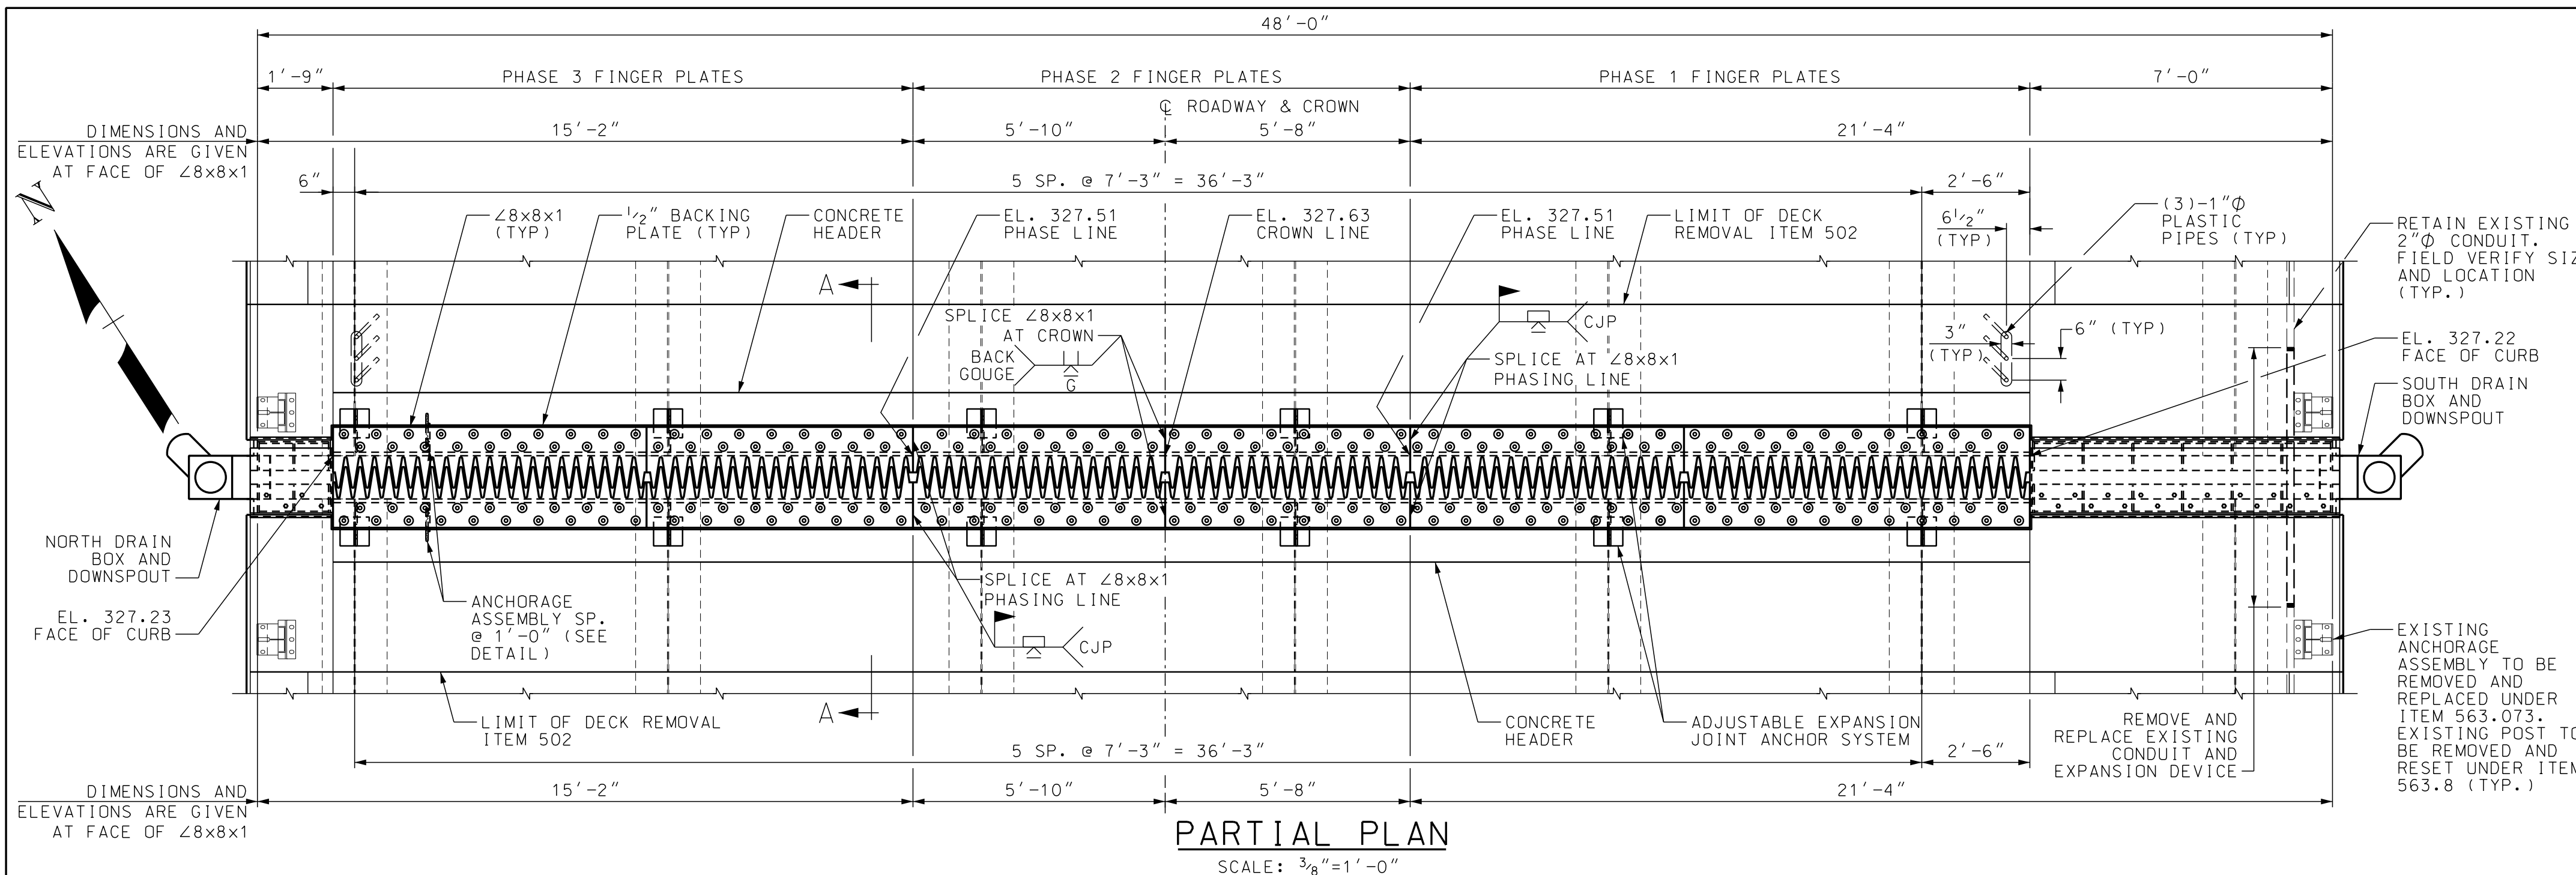 48'-0"
1'-9"
PHASE 3 FINGER PLATES
PHASE 2 FINGER PLATES
PHASE 1 FINGER PLATES
7'-0"
℄ ROADWAY & CROWN
DIMENSIONS AND
ELEVATIONS ARE GIVEN
AT FACE OF ∠8x8x1
15'-2"
5'-10"
5'-8"
21'-4"
6"
5 SP. @ 7'-3" = 36'-3"
2'-6"
N
∠8x8x1
(TYP)
1/2" BACKING
PLATE (TYP)
CONCRETE
HEADER
EL. 327.51
PHASE LINE
EL. 327.63
CROWN LINE
EL. 327.51
PHASE LINE
LIMIT OF DECK
REMOVAL ITEM 502
6 1/2"
(TYP)
(3)-1"Ø
PLASTIC
PIPES (TYP)
RETAIN EXISTING
2"Ø CONDUIT.
FIELD VERIFY
AND LOCATION
(TYP.)
A
SPLICE ∠8x8x1
AT CROWN
BACK
GOUGE
G
CJP
SPLICE AT ∠8x8x1
PHASING LINE
3"
(TYP)
6" (TYP)
EL. 327.22
FACE OF CURB
SOUTH DRAIN
BOX AND
DOWNSPOUT
NORTH DRAIN
BOX AND
DOWNSPOUT
EL. 327.23
FACE OF CURB
ANCHORAGE
ASSEMBLY SP.
@ 1'-0" (SEE
DETAIL)
SPLICE AT ∠8x8x1
PHASING LINE
CJP
A
LIMIT OF DECK REMOVAL
ITEM 502
CONCRETE
HEADER
ADJUSTABLE EXPANSION
JOINT ANCHOR SYSTEM
REMOVE AND
REPLACE EXISTING
CONDUIT AND
EXPANSION DEVICE
EXISTING
ANCHORAGE
ASSEMBLY TO BE
REMOVED AND
REPLACED UNDER
ITEM 563.073.
EXISTING POST TO
BE REMOVED AND
RESET UNDER ITEM
563.8 (TYP.)
5 SP. @ 7'-3" = 36'-3"
2'-6"
DIMENSIONS AND
ELEVATIONS ARE GIVEN
AT FACE OF ∠8x8x1
15'-2"
5'-10"
5'-8"
21'-4"
PARTIAL PLAN
SCALE: 3/8"=1'-0"